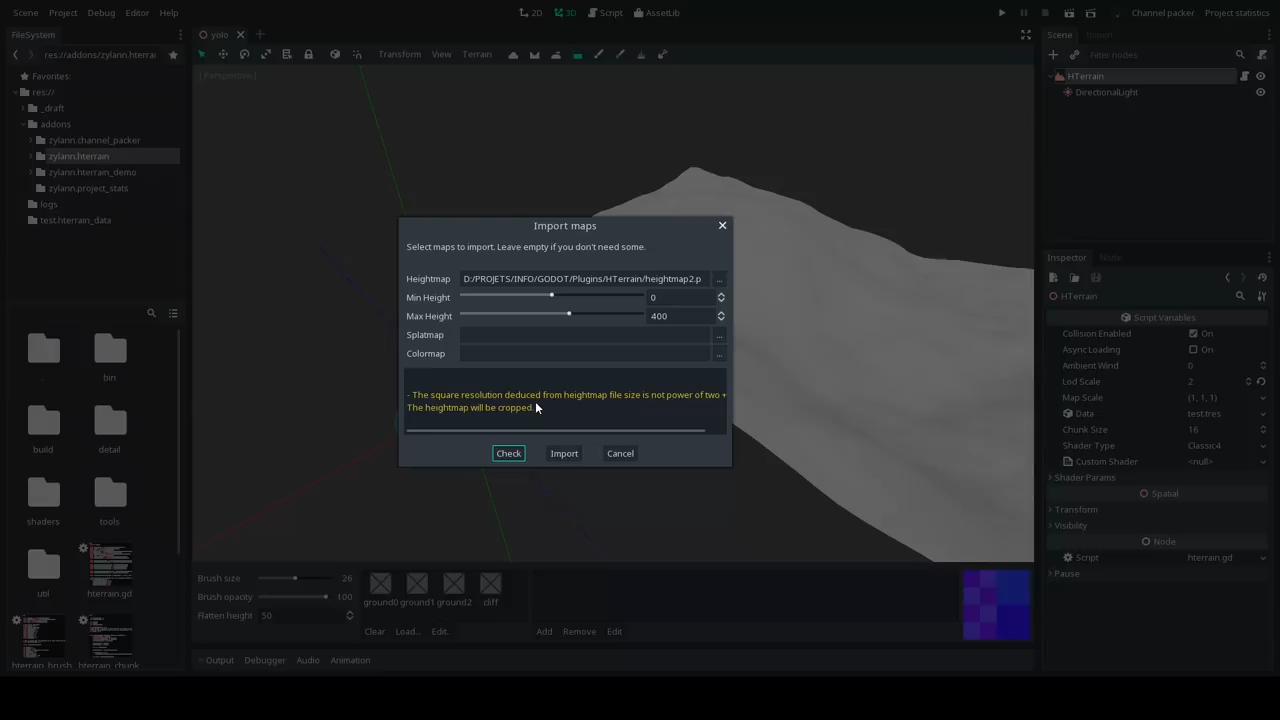 Scene Project Debug Editor Help
2D 3D Script AssetLib
Channel packer Project statistics
FileSystem
res://addons/zylann.hterrai
Favorites:
res://
_draft
addons
zylann.channel_packer
zylann.hterrain
zylann.hterrain_demo
zylann.project_stats
logs
test.hterrain_data
..
bin
build
detail
shaders
tools
util
hterrain.gd
hterrain_brush
hterrain_chunk
yolo
Transform View Terrain
[ Perspective ]
Import maps
Select maps to import. Leave empty if you don't need some.
Heightmap D:/PROJETS/INFO/GODOT/Plugins/HTerrain/heightmap2.p ...
Min Height 0
Max Height 400
Splatmap ...
Colormap ...
- The square resolution deduced from heightmap file size is not power of two +
The heightmap will be cropped.
Check Import Cancel
Brush size 26
Brush opacity 100
Flatten height 50
ground0 ground1 ground2 cliff
Clear Load... Edit. Add Remove Edit
Output Debugger Audio Animation
Scene Import
Filter nodes
HTerrain
DirectionalLight
Inspector Node
HTerrain
Script Variables
Collision Enabled On
Async Loading On
Ambient Wind 0
Lod Scale 2
Map Scale (1, 1, 1)
Data test.tres
Chunk Size 16
Shader Type Classic4
Custom Shader <null>
Shader Params
Spatial
Transform
Visibility
Node
Script hterrain.gd
Pause